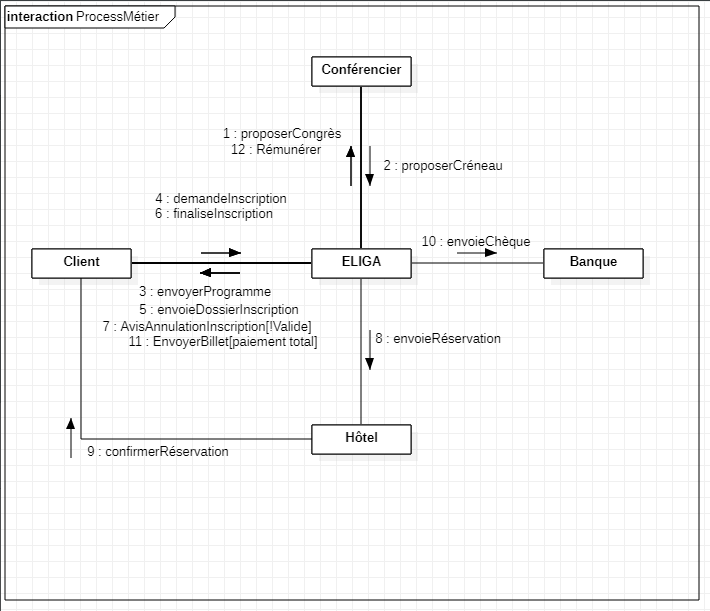 interaction ProcessMétier
Conférencier
1 : proposerCongrès
12 : Rémunérer
2 : proposerCréneau
4 : demandeInscription
6 : finaliseInscription
10 : envoieChèque
Client
ELIGA
Banque
3 : envoyerProgramme
5 : envoieDossierInscription
7 : AvisAnnulationInscription[!Valide]
11 : EnvoyerBillet[paiement total]
8 : envoieRéservation
Hôtel
9 : confirmerRéservation